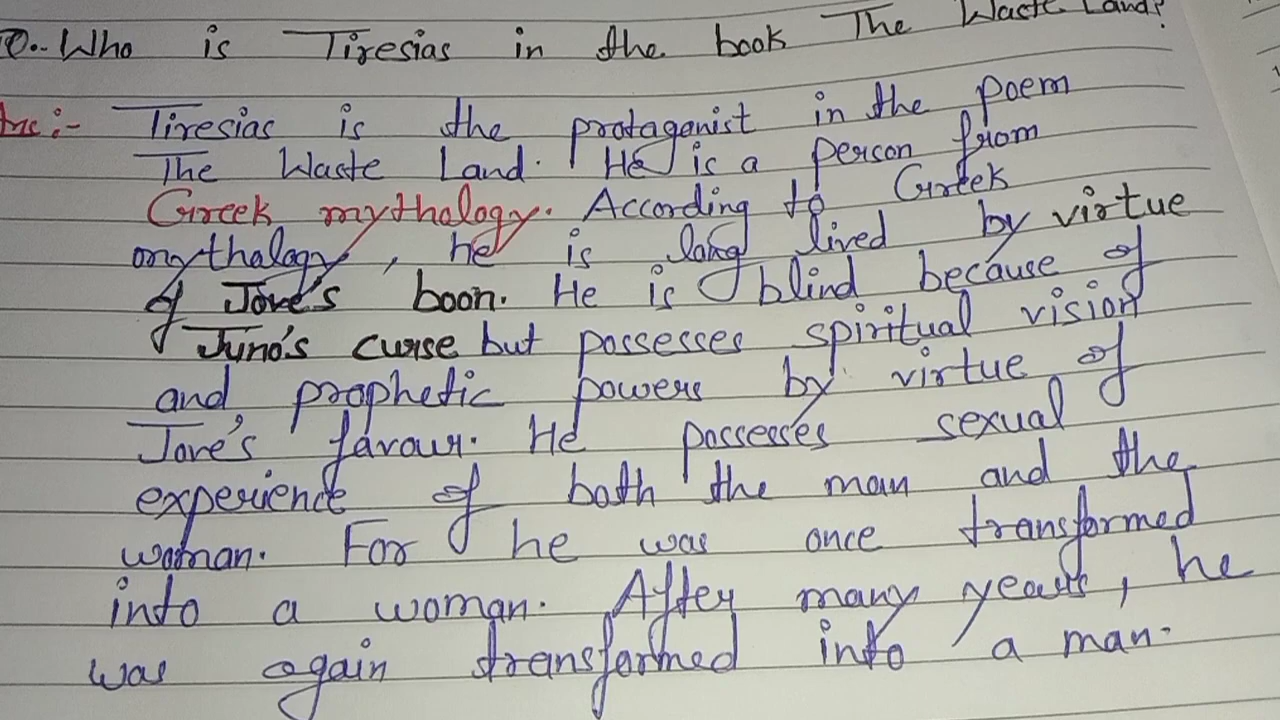 Q.. Who is Tiresias in the book The Waste Land?
Ans:- Tiresias is the protagonist in the poem
The Waste Land. He is a person from
Greek mythology. According to Greek
mythology, he is long lived by virtue
of Jove's boon. He is blind because of
Juno's curse but possesses spiritual vision
and prophetic powers by virtue of
Jove's favour. He possesses sexual
experience of both the man and the
woman. For he was once transformed
into a woman. After many years, he
was again transformed into a man.